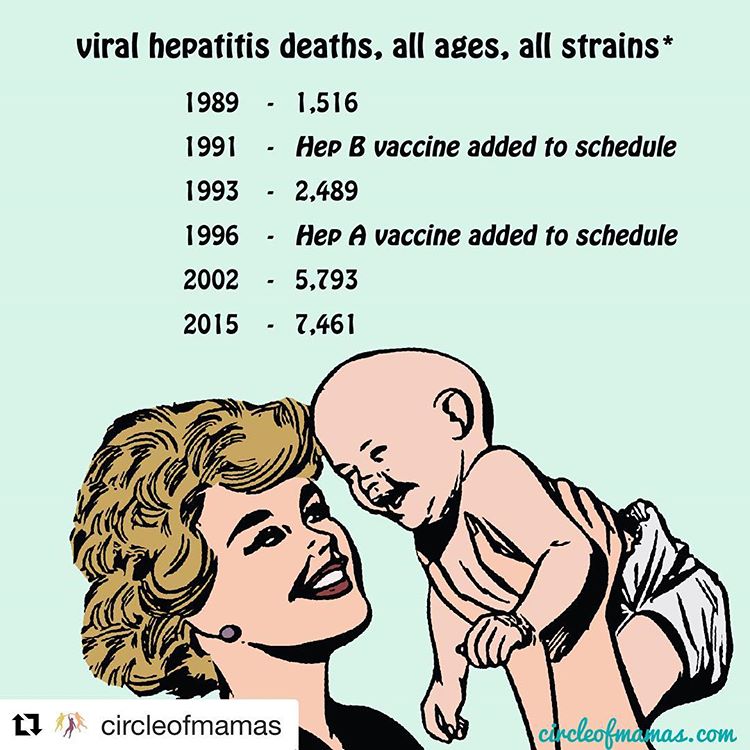 viral hepatitis deaths, all ages, all strains*
1989 - 1,516
1991 - Hep B vaccine added to schedule
1993 - 2,489
1996 - Hep A vaccine added to schedule
2002 - 5,793
2015 - 7,461
circleofmamas
circleofmamas.com